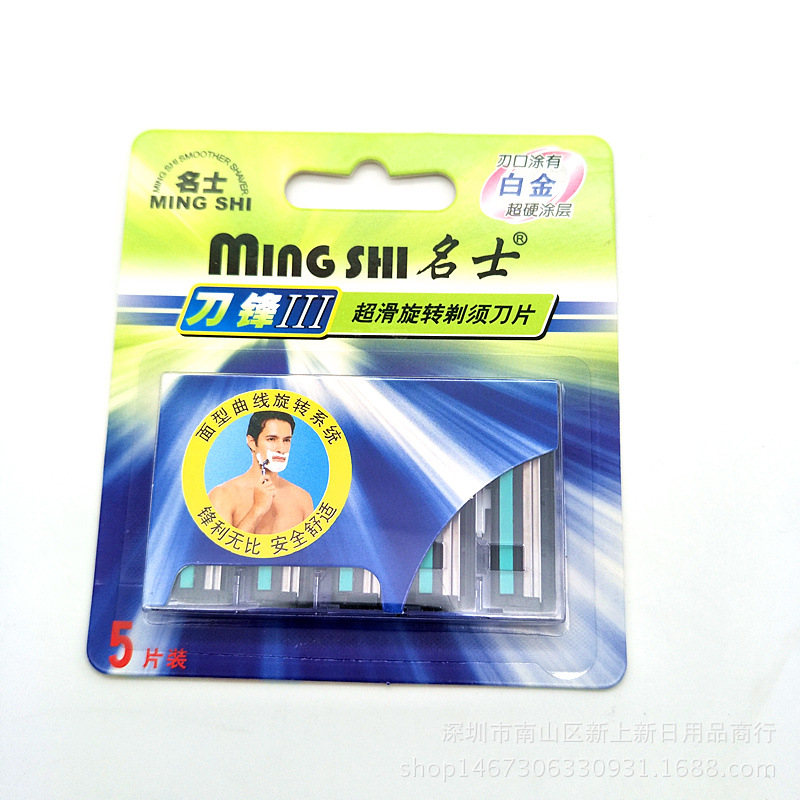 MING SHI SMOOTHER SHAVER
名士
MING SHI
刃口涂有
白金
超硬涂层
MING SHI 名士®
刀锋III
超滑旋转剃须刀片
面型曲线旋转系统
锋利无比 安全舒适
5片装
深圳市南山区新上新日用品商行
shop1467306330931.1688.com